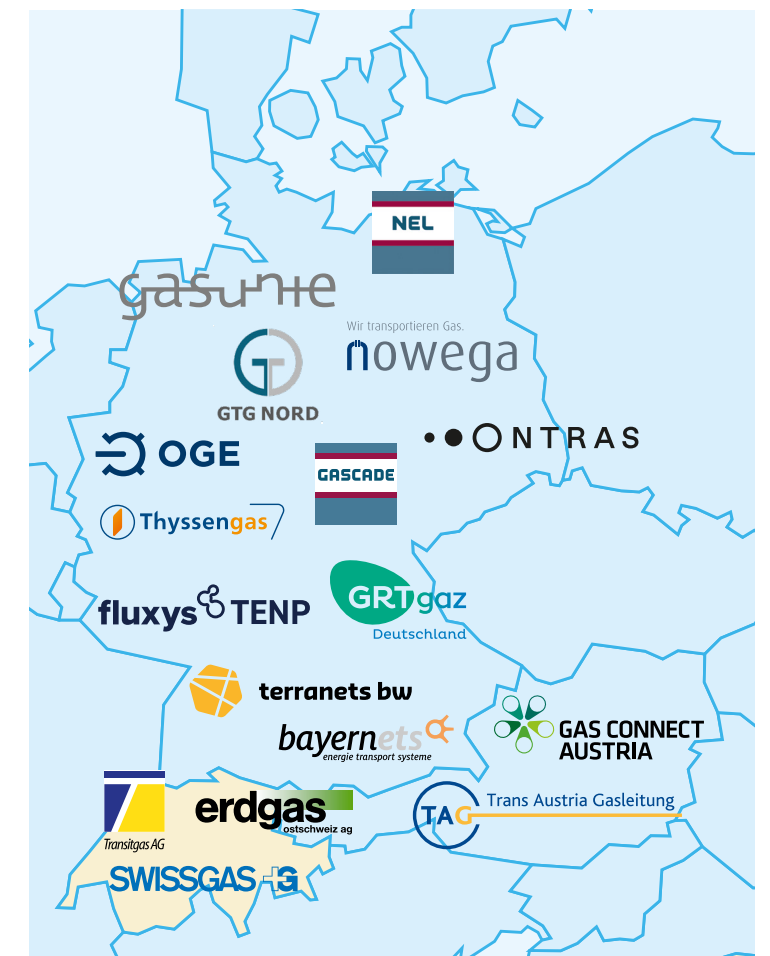 NEL
gasunie
Wir transportieren Gas.
nowega
GTG NORD
ONTRAS
OGE
GASCADE
Thyssengas
fluxys TENP
GRTgaz
Deutschland
terranets bw
bayernets
energie transport systeme
GAS CONNECT
AUSTRIA
Transitgas AG
erdgas
ostschweiz ag
TAG Trans Austria Gasleitung
SWISSGAS +G